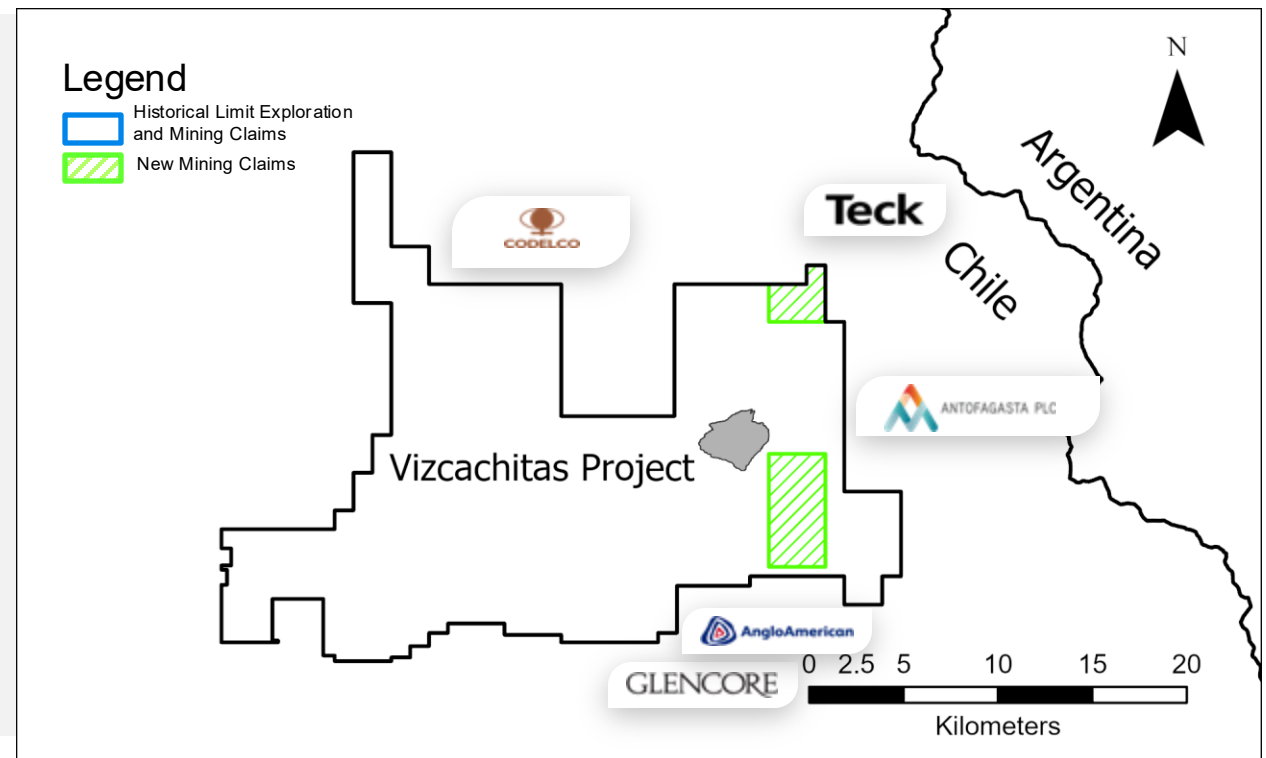 Legend
Historical Limit Exploration
and Mining Claims
New Mining Claims
N
Argentina
Chile
CODELCO
Teck
ANTOFAGASTA PLC
Vizcachitas Project
AngloAmerican
GLENCORE
0 2.5 5 10 15 20
Kilometers